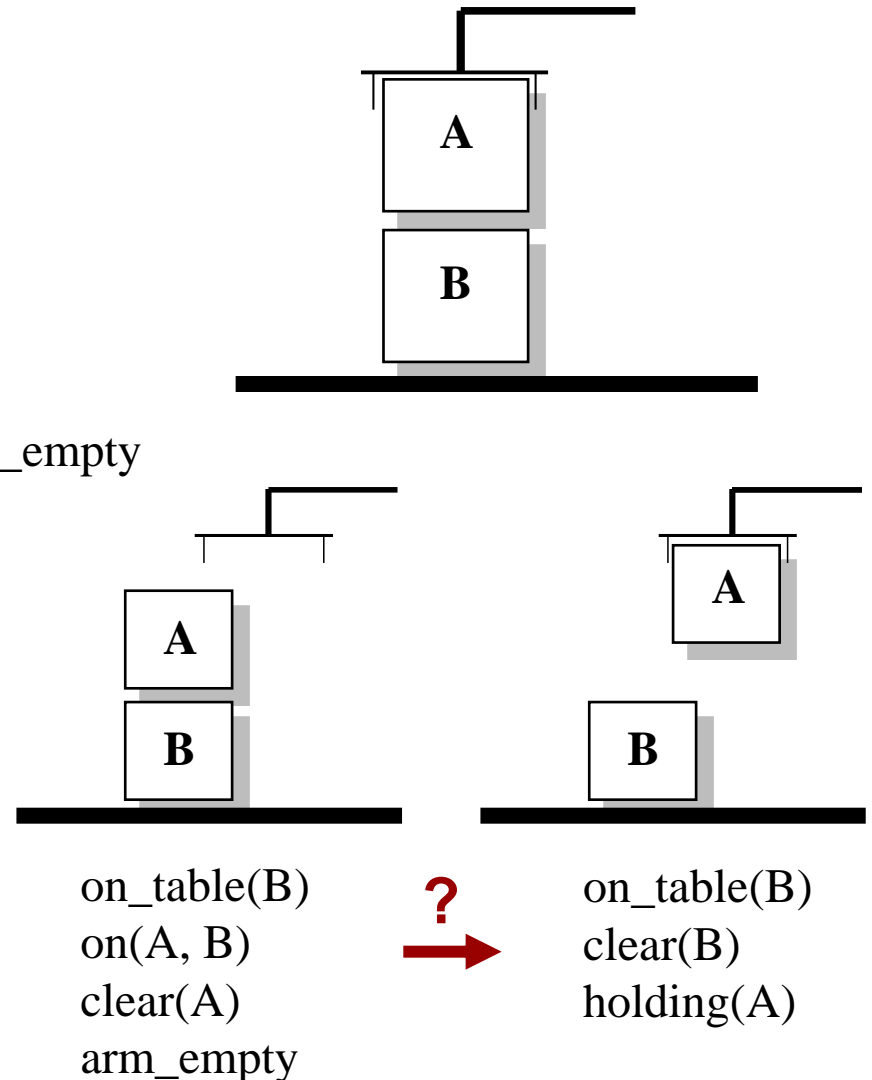 A
B
_empty
A
B
A
B
on_table(B)
on(A, B)
clear(A)
arm_empty
?
on_table(B)
clear(B)
holding(A)